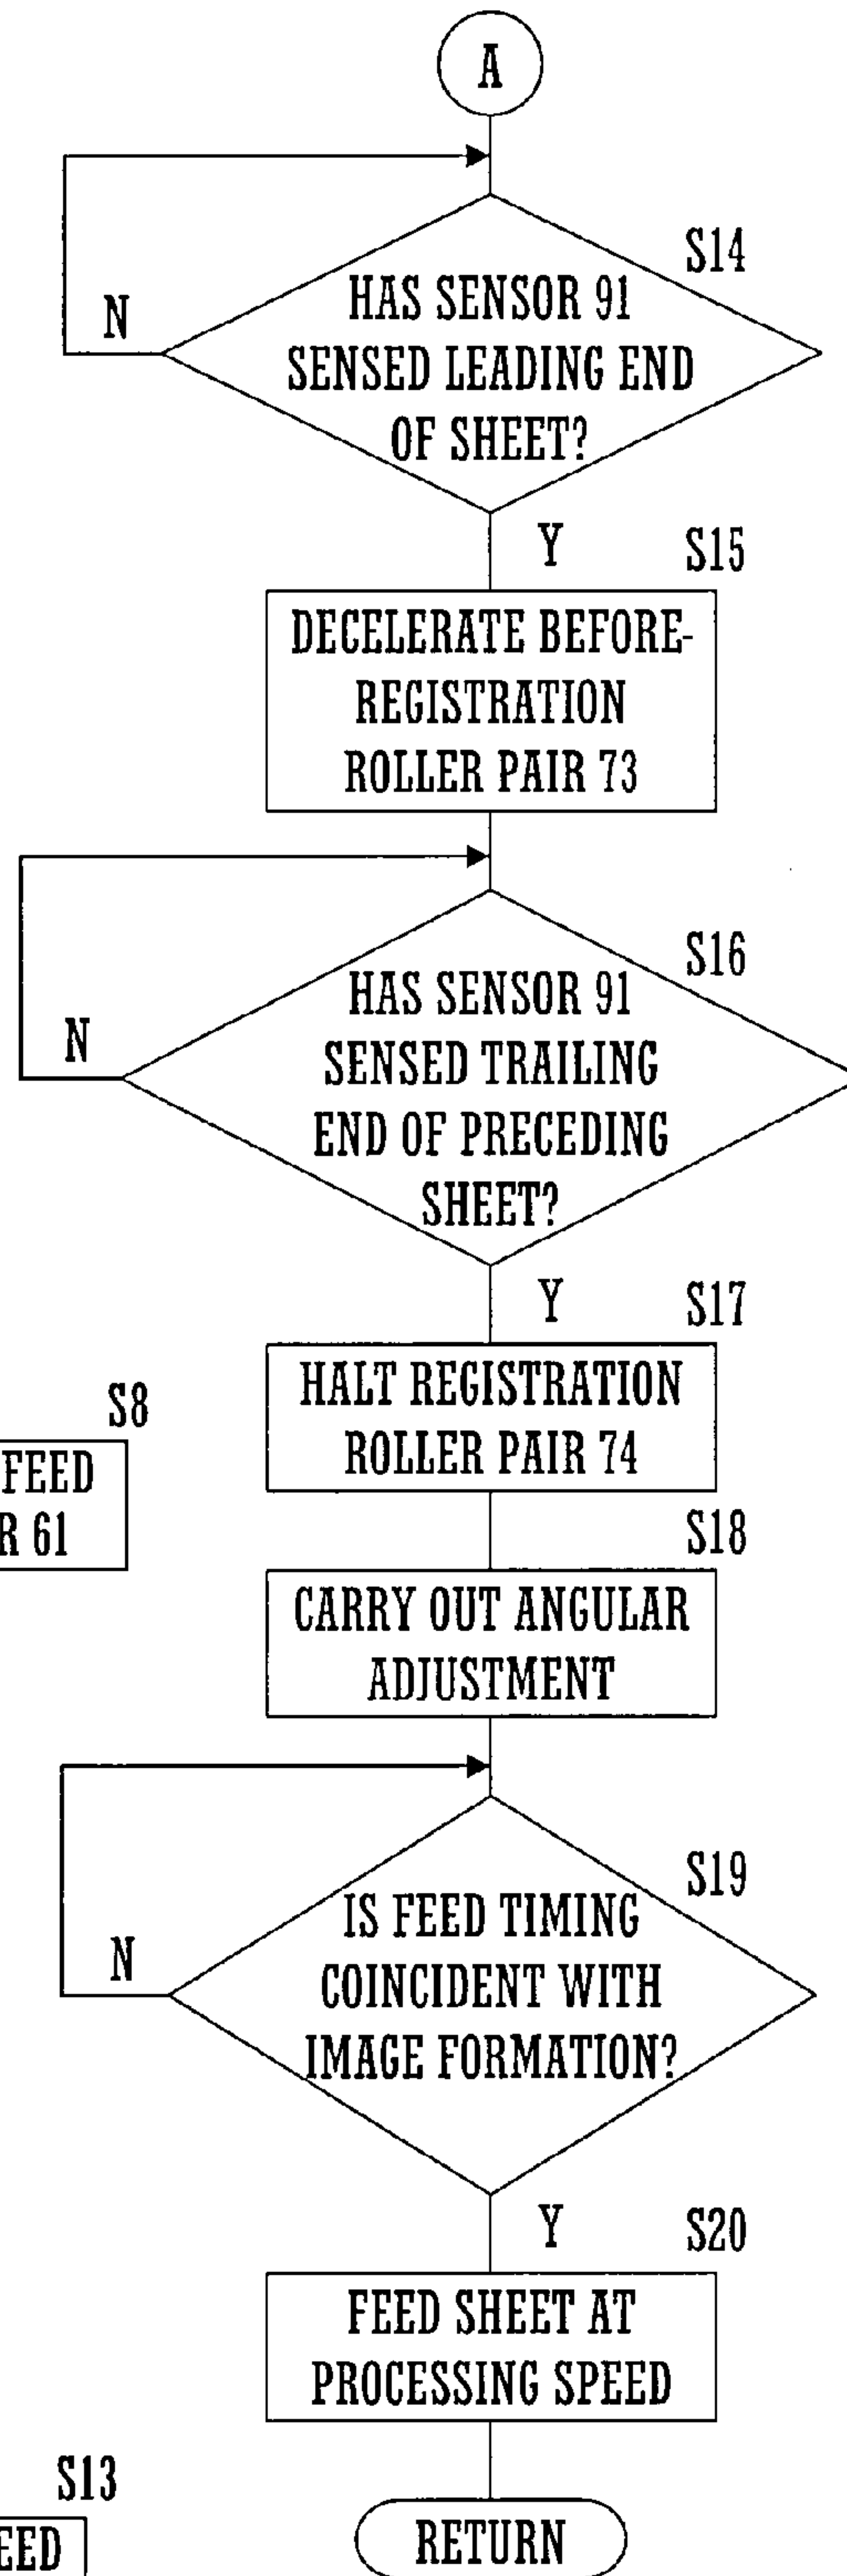 A
S14
HAS SENSOR 91
SENSED LEADING END
OF SHEET?
N
Y
S15
DECELERATE BEFORE-
REGISTRATION
ROLLER PAIR 73
S16
HAS SENSOR 91
SENSED TRAILING
END OF PRECEDING
SHEET?
N
Y
S17
HALT REGISTRATION
ROLLER PAIR 74
S8
FEED
R 61
S18
CARRY OUT ANGULAR
ADJUSTMENT
S19
IS FEED TIMING
COINCIDENT WITH
IMAGE FORMATION?
N
Y
S20
FEED SHEET AT
PROCESSING SPEED
S13
EED
RETURN